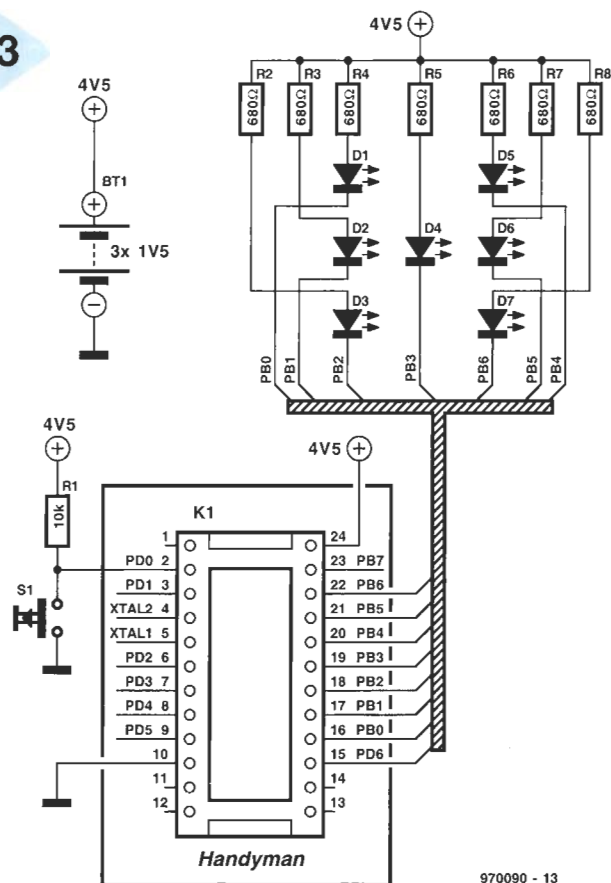 3
4V5
BT1
3x 1V5
4V5
R2 R3 R4 R5 R6 R7 R8
680Ω 680Ω 680Ω 680Ω 680Ω 680Ω 680Ω
D1 D5
D2 D4 D6
D3 D7
PB0 PB1 PB2 PB3 PB6 PB5 PB4
4V5
R1
10k
S1
4V5
K1
1 24
PD0 2 23 PB7
PD1 3 22 PB6
XTAL2 4 21 PB5
XTAL1 5 20 PB4
PD2 6 19 PB3
PD3 7 18 PB2
PD4 8 17 PB1
PD5 9 16 PB0
10 15 PD6
11 14
12 13
Handyman
970090 - 13